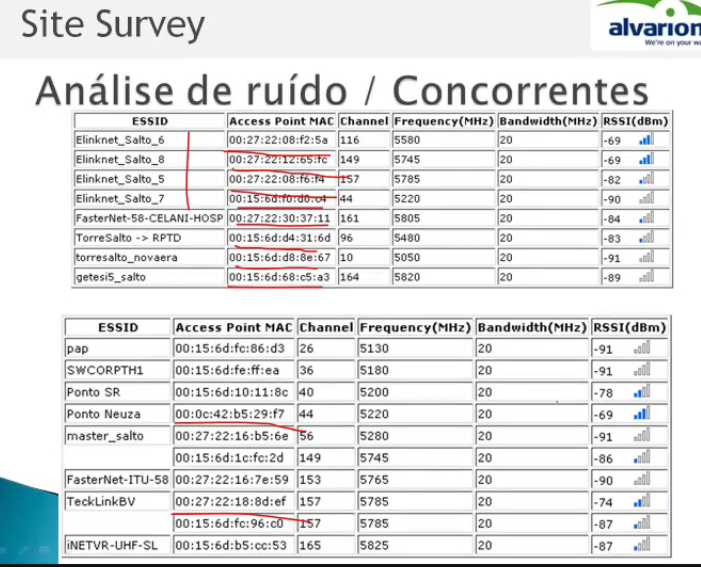 Site Survey
alvarion
We're on your wa
Análise de ruído / Concorrentes
ESSID Access Point MAC Channel Frequency(MHz) Bandwidth(MHz) RSSI(dBm)
Elinknet_Salto_6 00:27:22:08:f2:5a 116 5580 20 -69
Elinknet_Salto_8 00:27:22:12:65:fc 149 5745 20 -69
Elinknet_Salto_5 00:27:22:08:f6:f4 157 5785 20 -82
Elinknet_Salto_7 00:15:6d:f0:d0:c4 44 5220 20 -90
FasterNet-58-CELANI-HOSP 00:27:22:30:37:11 161 5805 20 -84
TorreSalto -> RPTD 00:15:6d:d4:31:6d 96 5480 20 -83
torresalto_novaera 00:15:6d:d8:8e:67 10 5050 20 -91
getesi5_salto 00:15:6d:68:c5:a3 164 5820 20 -89
ESSID Access Point MAC Channel Frequency(MHz) Bandwidth(MHz) RSSI(dBm)
pap 00:15:6d:fc:86:d3 26 5130 20 -91
SWCORPTH1 00:15:6d:fe:ff:ea 36 5180 20 -91
Ponto SR 00:15:6d:10:11:8c 40 5200 20 -78
Ponto Neuza 00:0c:42:b5:29:f7 44 5220 20 -69
master_salto 00:27:22:16:b5:6e 56 5280 20 -91
00:15:6d:1c:fc:2d 149 5745 20 -86
FasterNet-ITU-58 00:27:22:16:7e:59 153 5765 20 -90
TeckLinkBV 00:27:22:18:8d:ef 157 5785 20 -74
00:15:6d:fc:96:c0 157 5785 20 -87
iNETVR-UHF-SL 00:15:6d:b5:cc:53 165 5825 20 -87